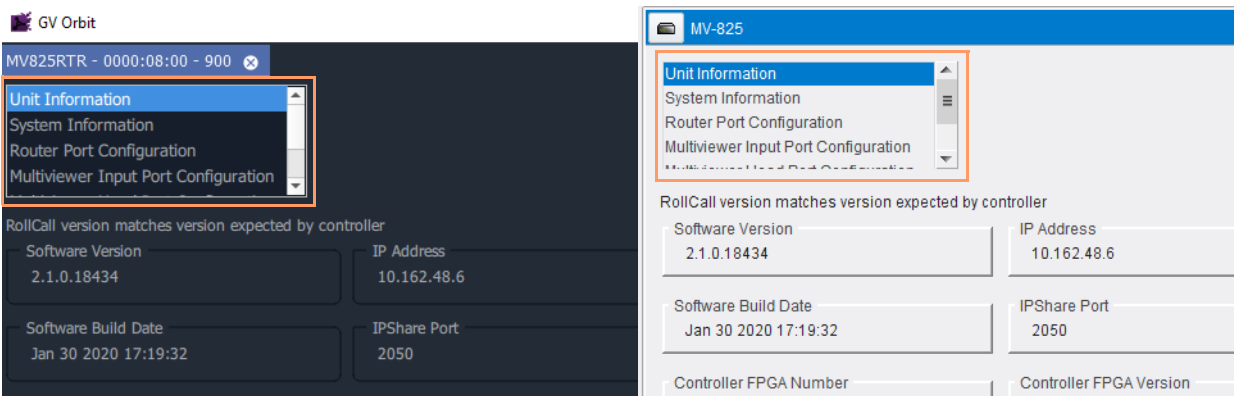 GV Orbit
MV825RTR - 0000:08:00 - 900
Unit Information
System Information
Router Port Configuration
Multiviewer Input Port Configuration
RollCall version matches version expected by controller
Software Version
IP Address
2.1.0.18434
10.162.48.6
Software Build Date
IPShare Port
Jan 30 2020 17:19:32
2050
MV-825
Unit Information
System Information
Router Port Configuration
Multiviewer Input Port Configuration
Multiviewer Head Port Configuration
RollCall version matches version expected by controller
Software Version
IP Address
2.1.0.18434
10.162.48.6
Software Build Date
IPShare Port
Jan 30 2020 17:19:32
2050
Controller FPGA Number
Controller FPGA Version